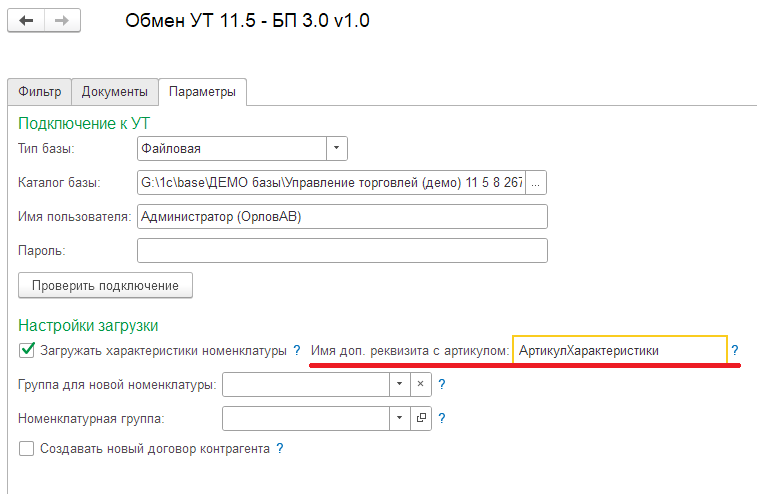 Обмен УТ 11.5 - БП 3.0 v1.0
Фильтр Документы Параметры
Подключение к УТ
Тип базы: Файловая
Каталог базы: G:\1c\base\ДЕМО базы\Управление торговлей (демо) 11 5 8 267 ...
Имя пользователя: Администратор (ОрловАВ)
Пароль:
Проверить подключение
Настройки загрузки
Загружать характеристики номенклатуры ? Имя доп. реквизита с артикулом: АртикулХарактеристики ?
Группа для новой номенклатуры: ?
Номенклатурная группа: ?
Создавать новый договор контрагента ?